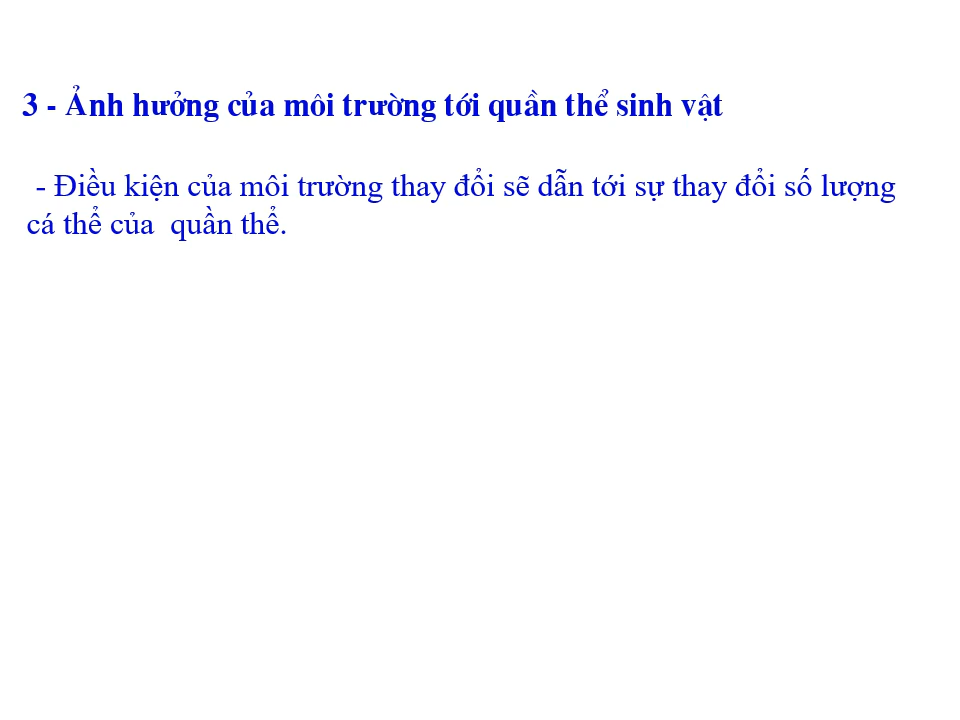 3 - Ảnh hưởng của môi trường tới quần thể sinh vật
- Điều kiện của môi trường thay đổi sẽ dẫn tới sự thay đổi số lượng
cá thể của  quần thể.